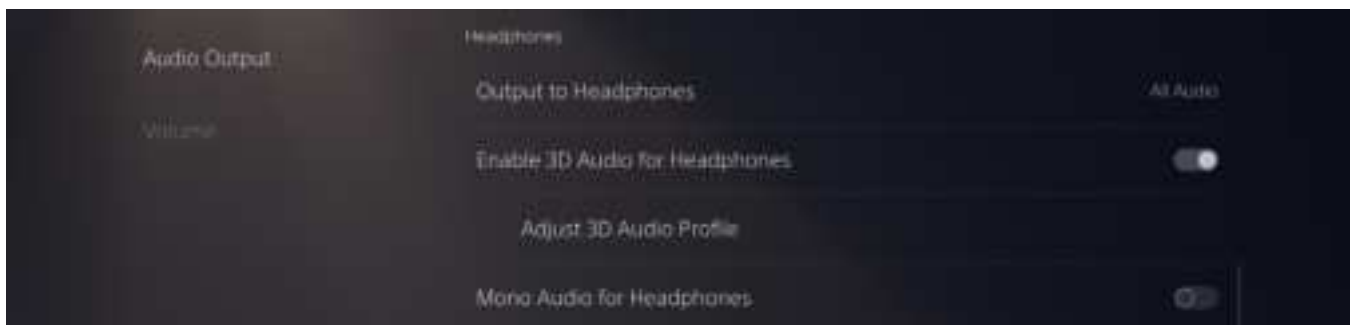 Audio Output
Volume
Headphones
Output to Headphones
All Audio
Enable 3D Audio for Headphones
Adjust 3D Audio Profile
Mono Audio for Headphones